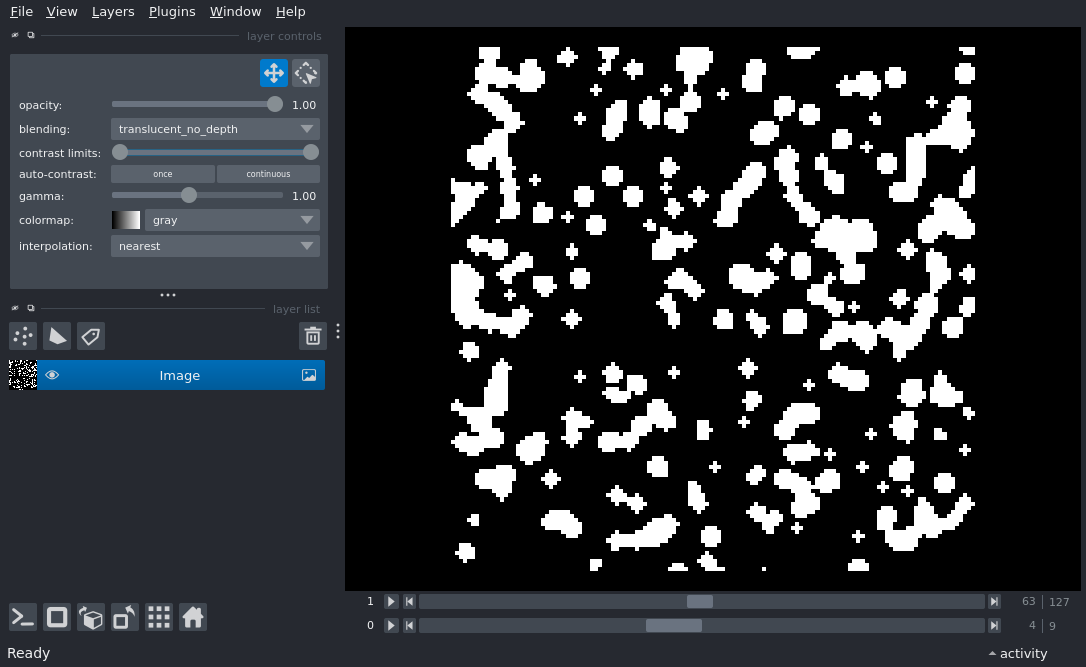 File View Layers Plugins Window Help
layer controls
opacity: 1.00
blending: translucent_no_depth
contrast limits:
auto-contrast: once continuous
gamma: 1.00
colormap: gray
interpolation: nearest
layer list
Image
1 63 127
0 4 9
Ready activity